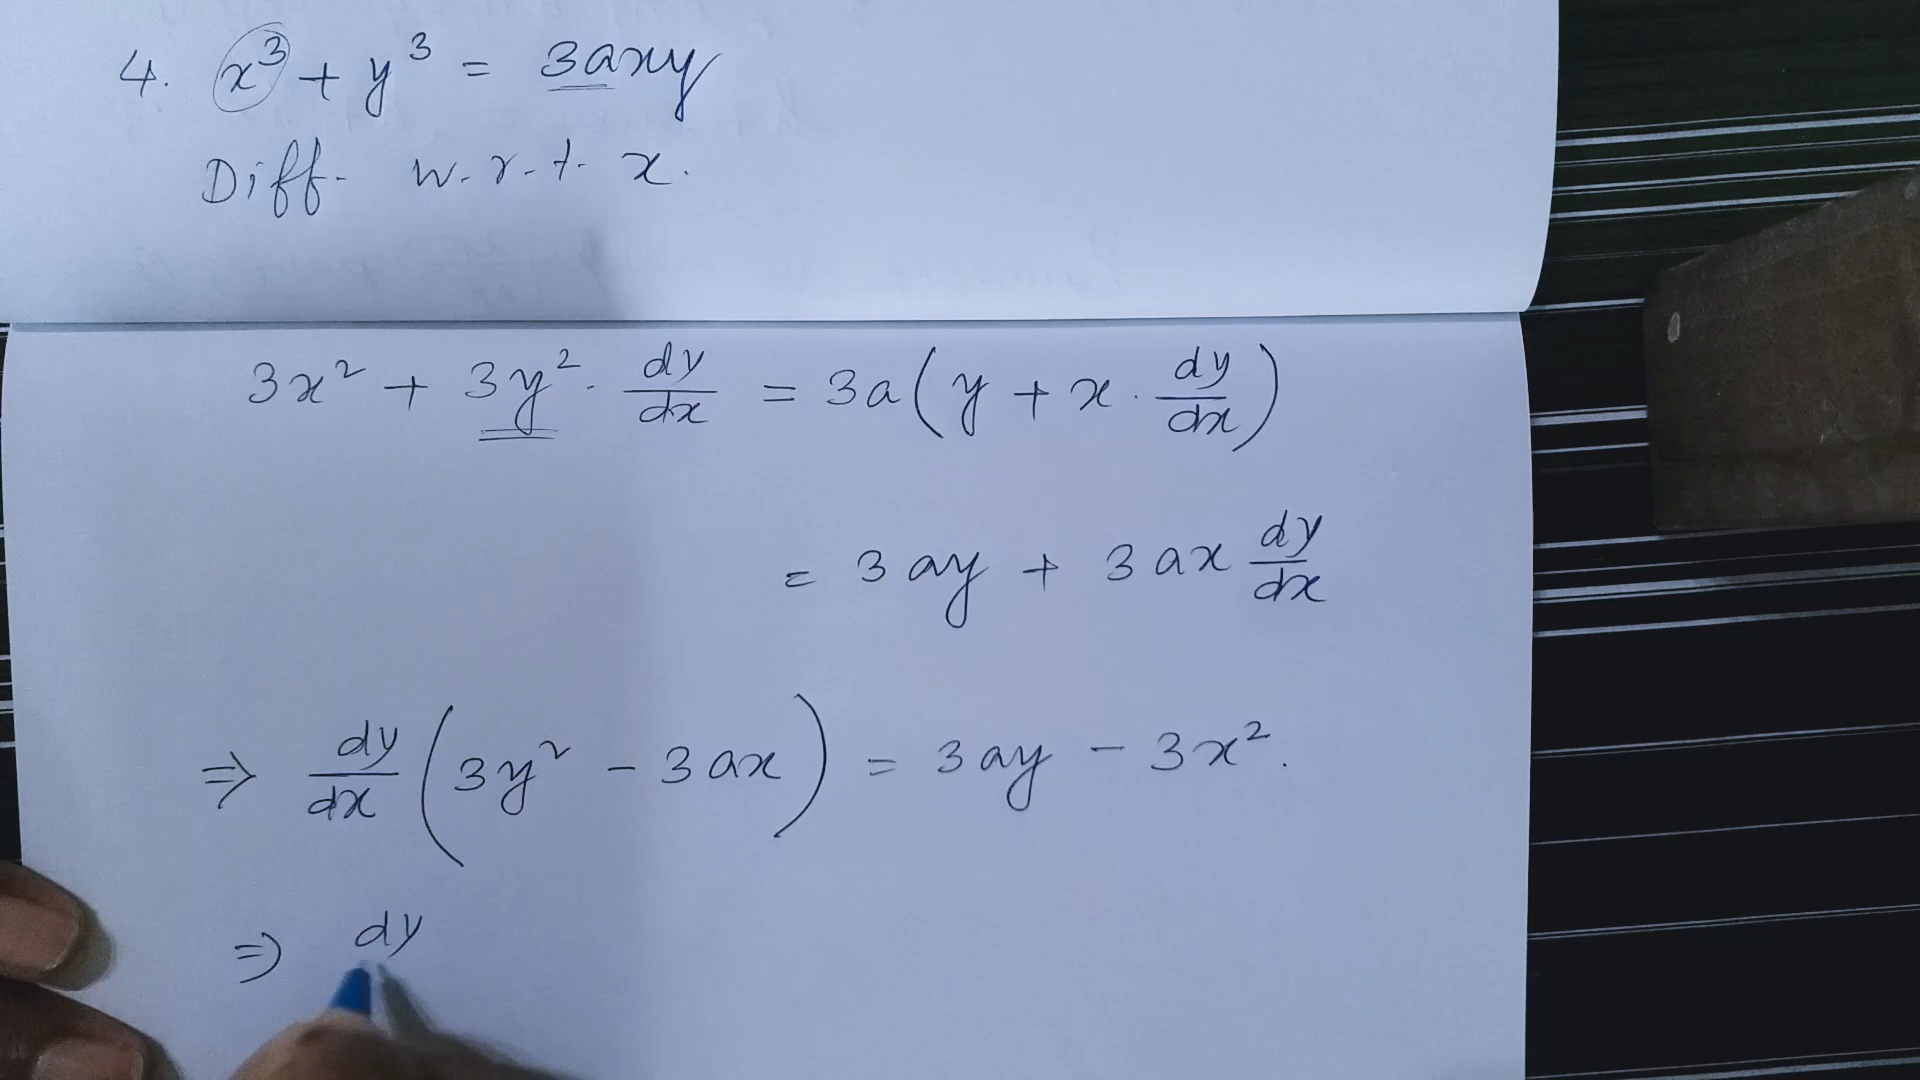 4. x³ + y³ = 3axy
Diff. w.r.t. x.
3x² + 3y² · dy/dx = 3a(y + x · dy/dx)
= 3ay + 3ax dy/dx
⇒ dy/dx (3y² - 3ax) = 3ay - 3x².
⇒ dy